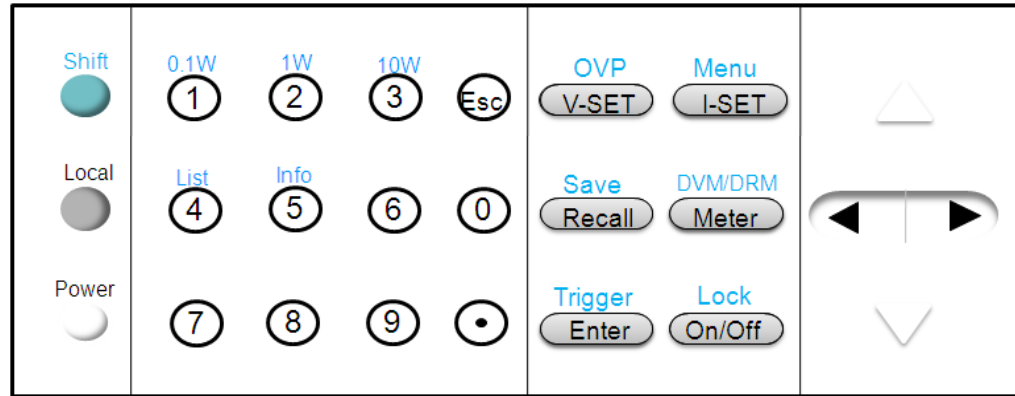 Shift 0.1W 1W 10W OVP Menu
1 2 3 Esc V-SET I-SET
Local List Info Save DVM/DRM
4 5 6 0 Recall Meter
Power Trigger Lock
7 8 9 • Enter On/Off